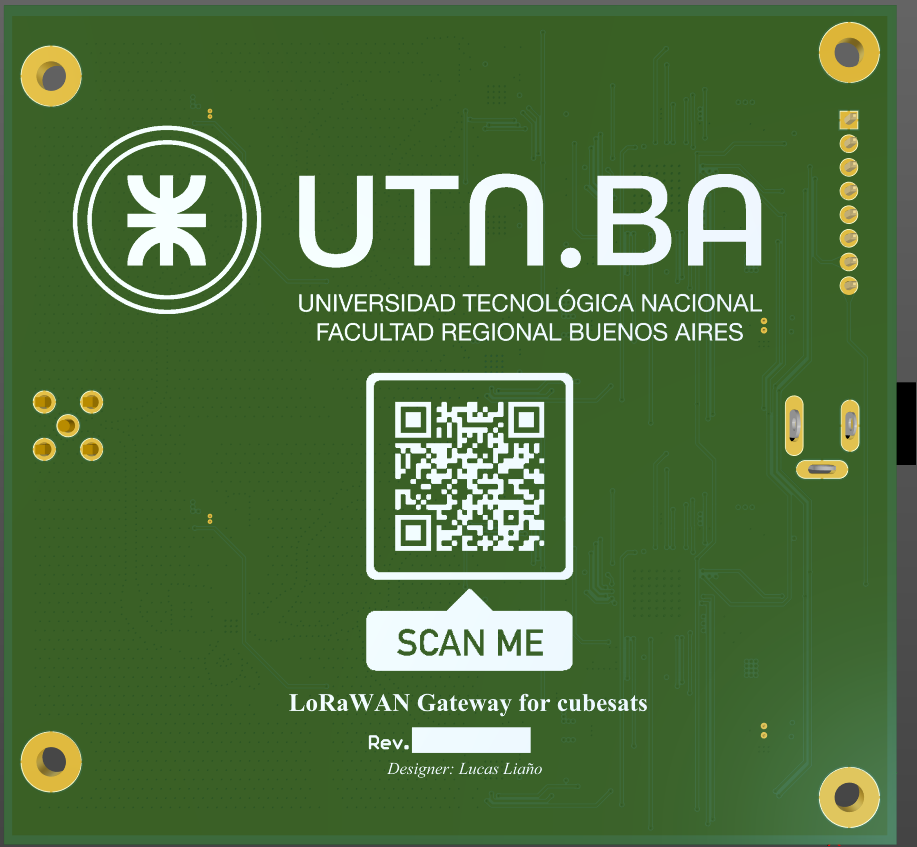 UTN.BA
UNIVERSIDAD TECNOLÓGICA NACIONAL
FACULTAD REGIONAL BUENOS AIRES
SCAN ME
LoRaWAN Gateway for cubesats
Rev.
Designer: Lucas Liaño